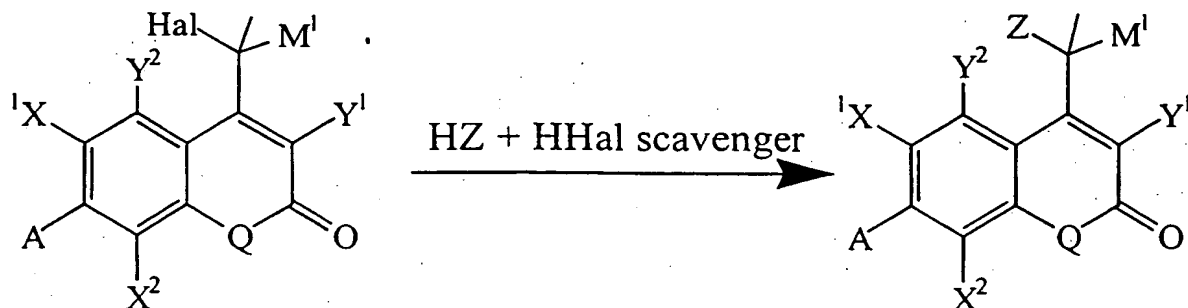 Hal M¹ Z M¹
Y² Y²
¹X Y¹ HZ + HHal scavenger ¹X Y¹
A Q O A Q O
X² X²